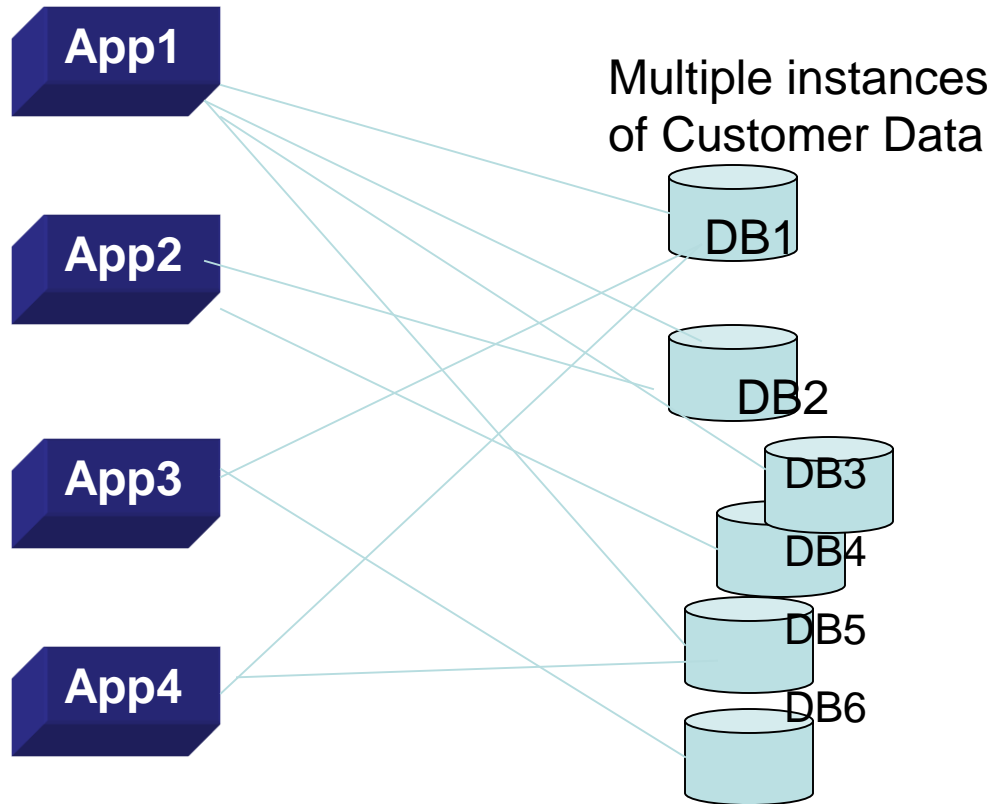 App1
Multiple instances
of Customer Data
App2
DB1
DB2
App3
DB3
DB4
DB5
App4
DB6